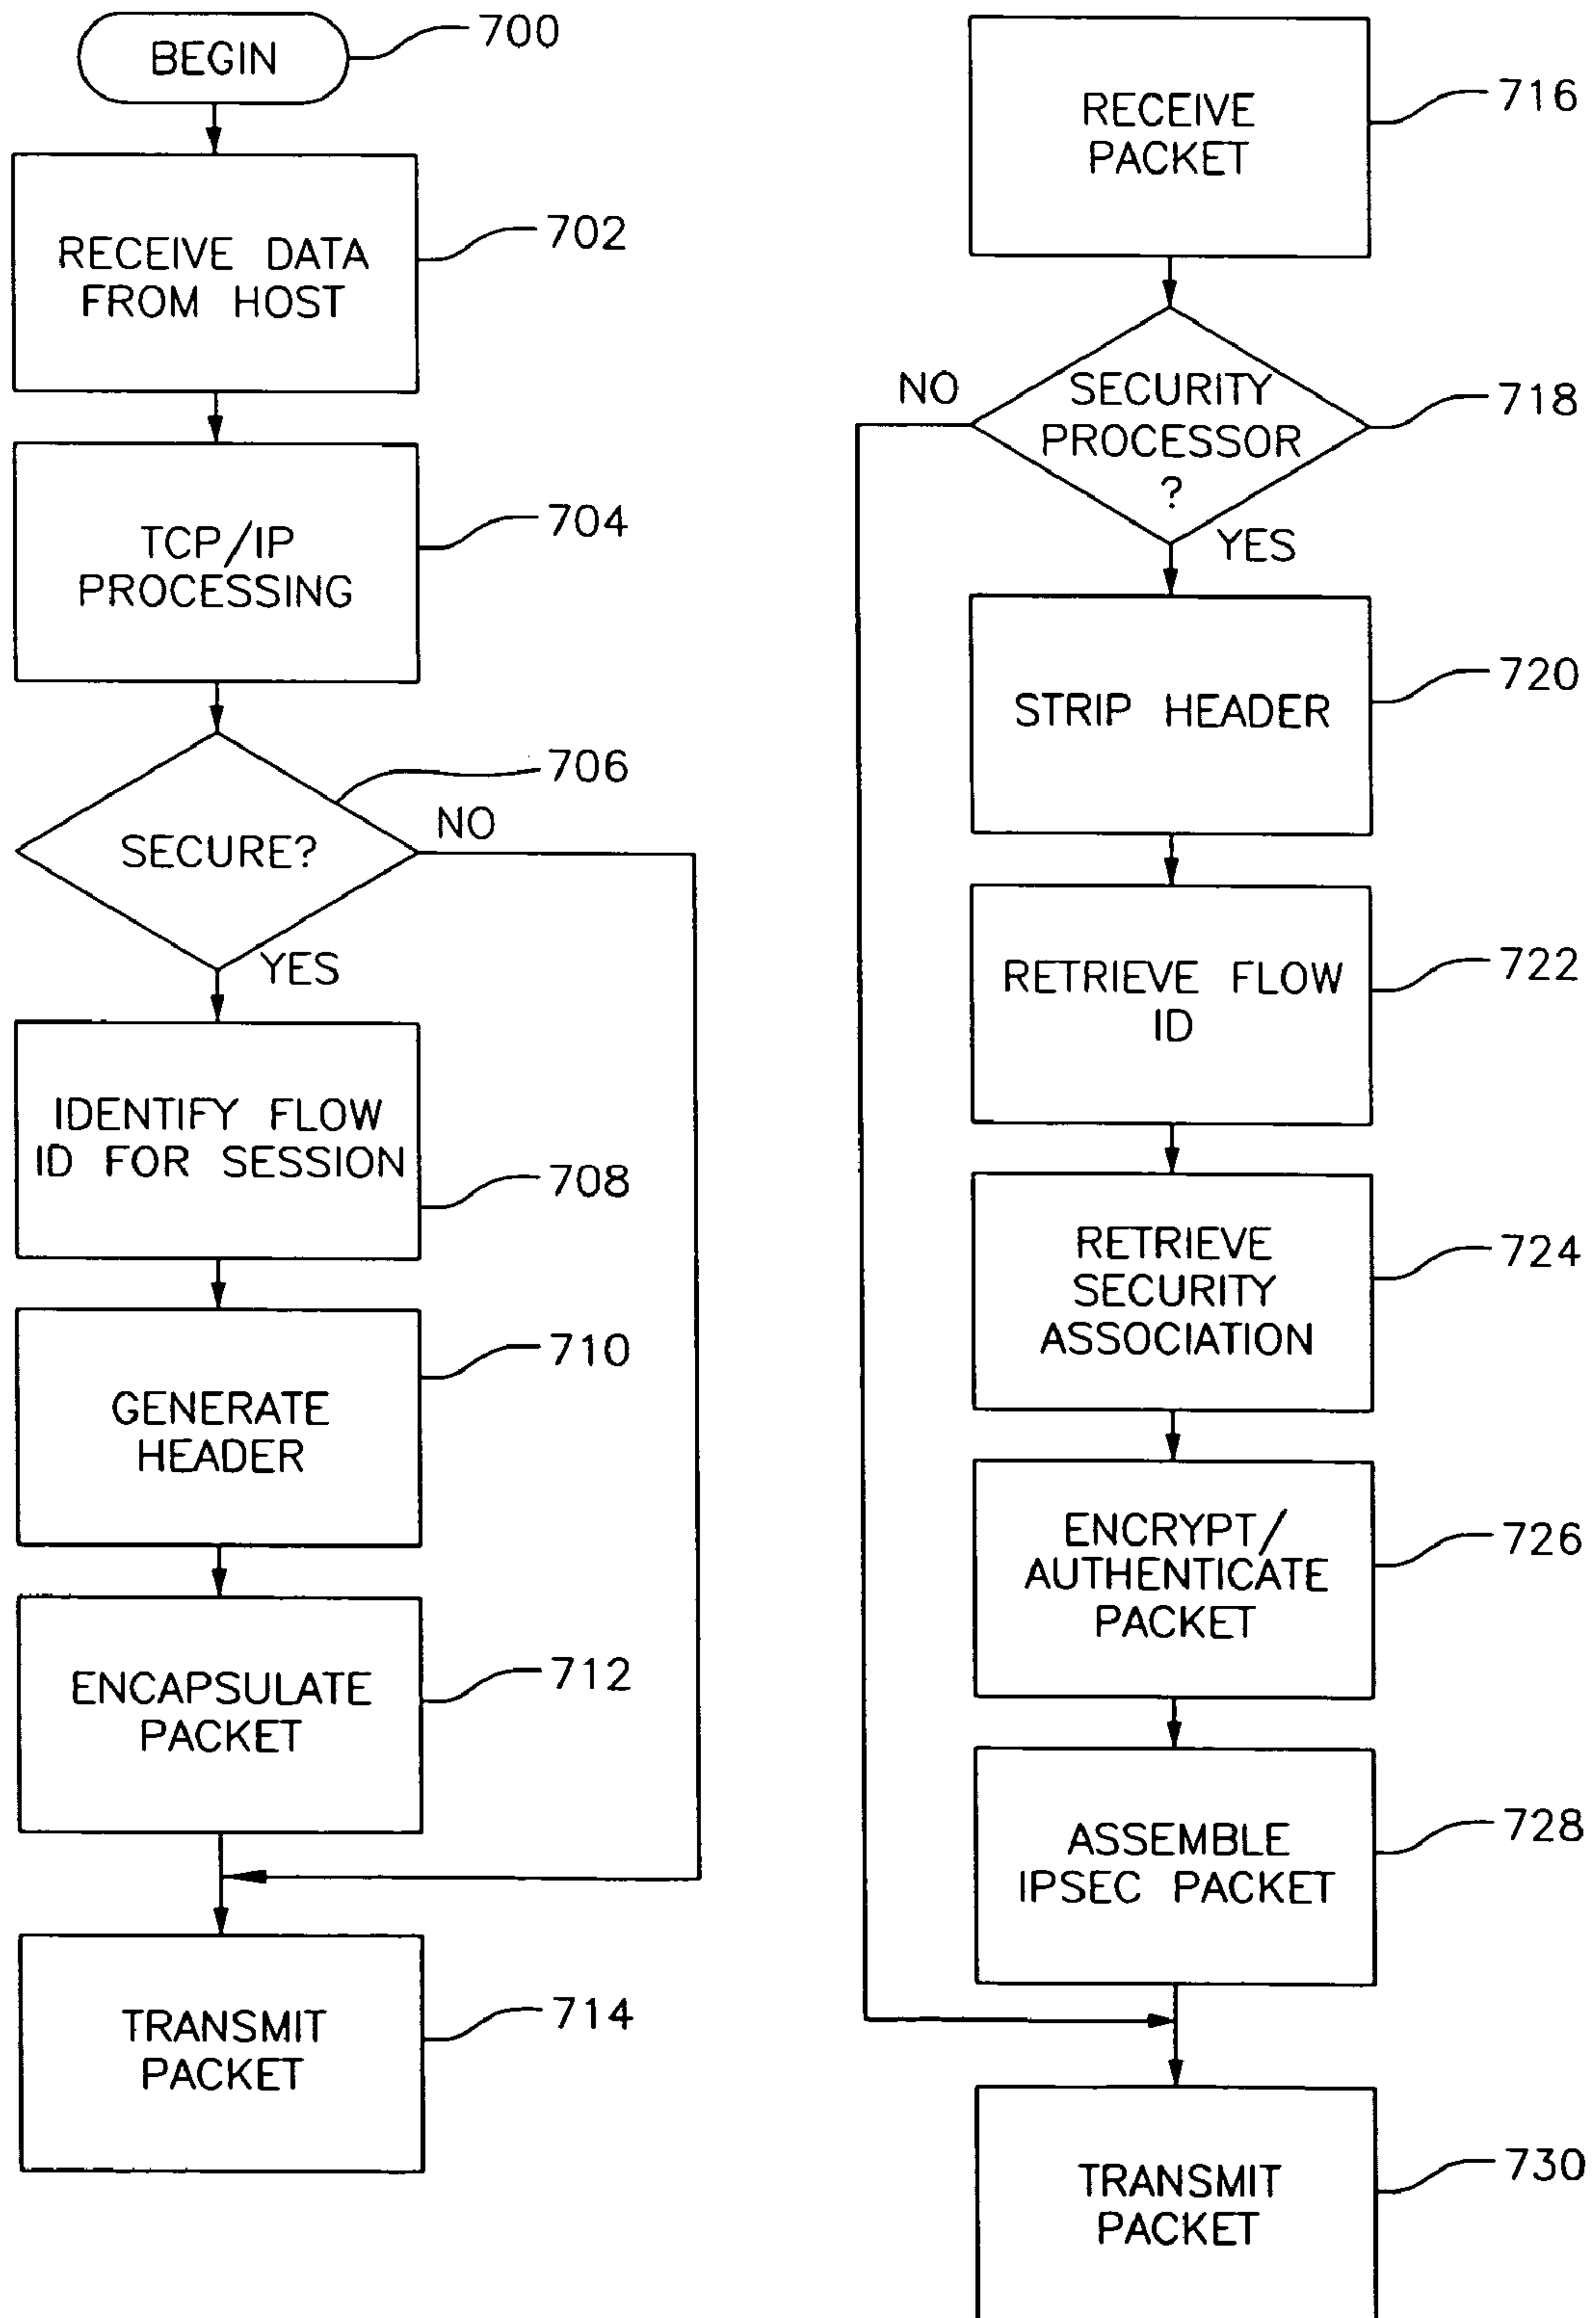 BEGIN
700
RECEIVE DATA
FROM HOST
702
TCP/IP
PROCESSING
704
706
SECURE?
NO
YES
IDENTIFY FLOW
ID FOR SESSION
708
GENERATE
HEADER
710
ENCAPSULATE
PACKET
712
TRANSMIT
PACKET
714
RECEIVE
PACKET
716
NO
SECURITY
PROCESSOR
?
718
YES
STRIP HEADER
720
RETRIEVE FLOW
ID
722
RETRIEVE
SECURITY
ASSOCIATION
724
ENCRYPT/
AUTHENTICATE
PACKET
726
ASSEMBLE
IPSEC PACKET
728
TRANSMIT
PACKET
730